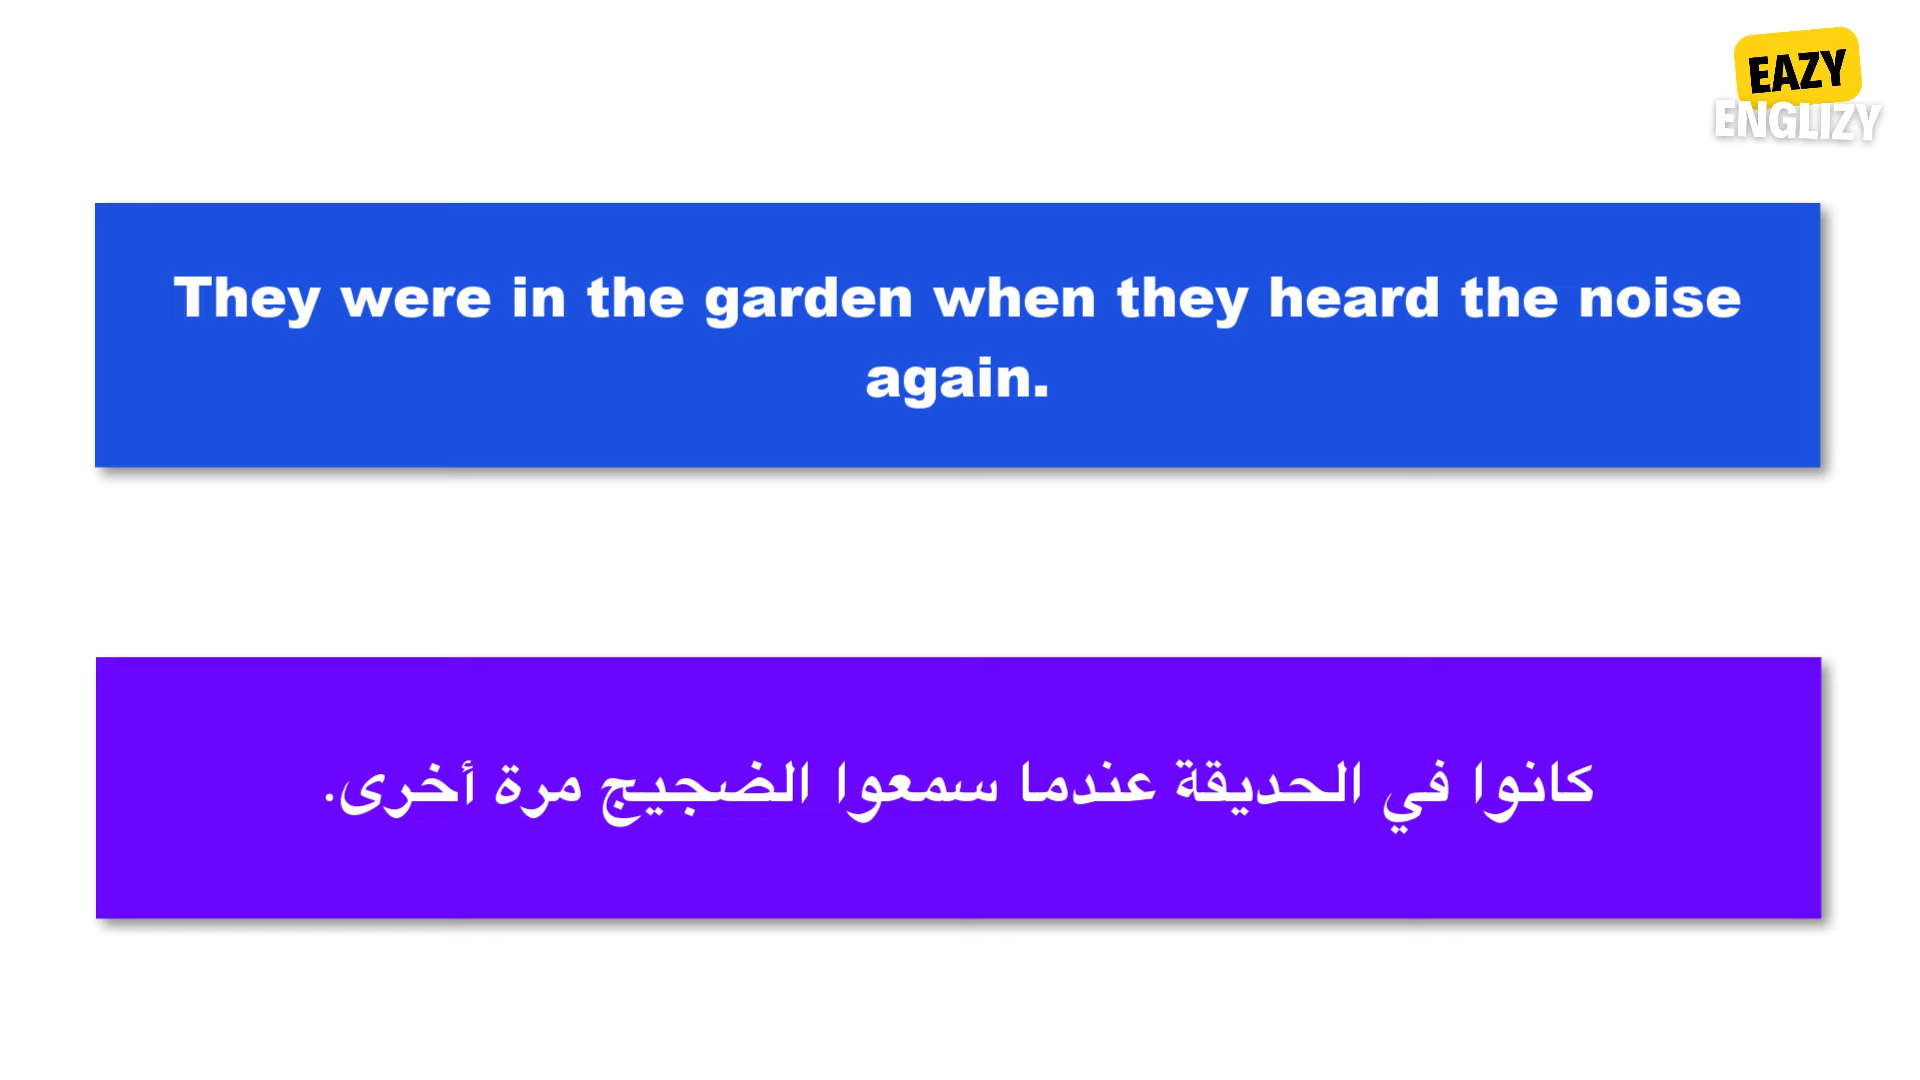 EAZY
ENGLIZY
They were in the garden when they heard the noise
again.
كانوا في الحديقة عندما سمعوا الضجيج مرة أخرى.